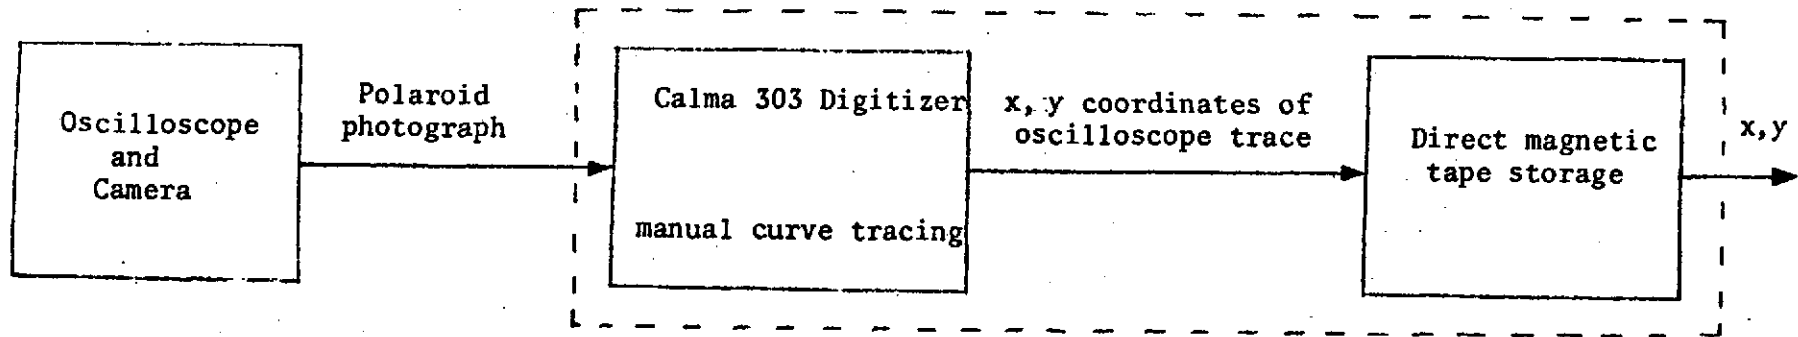 Oscilloscope
and
Camera
Polaroid
photograph
Calma 303 Digitizer
manual curve tracing
x, y coordinates of
oscilloscope trace
Direct magnetic
tape storage
x,y